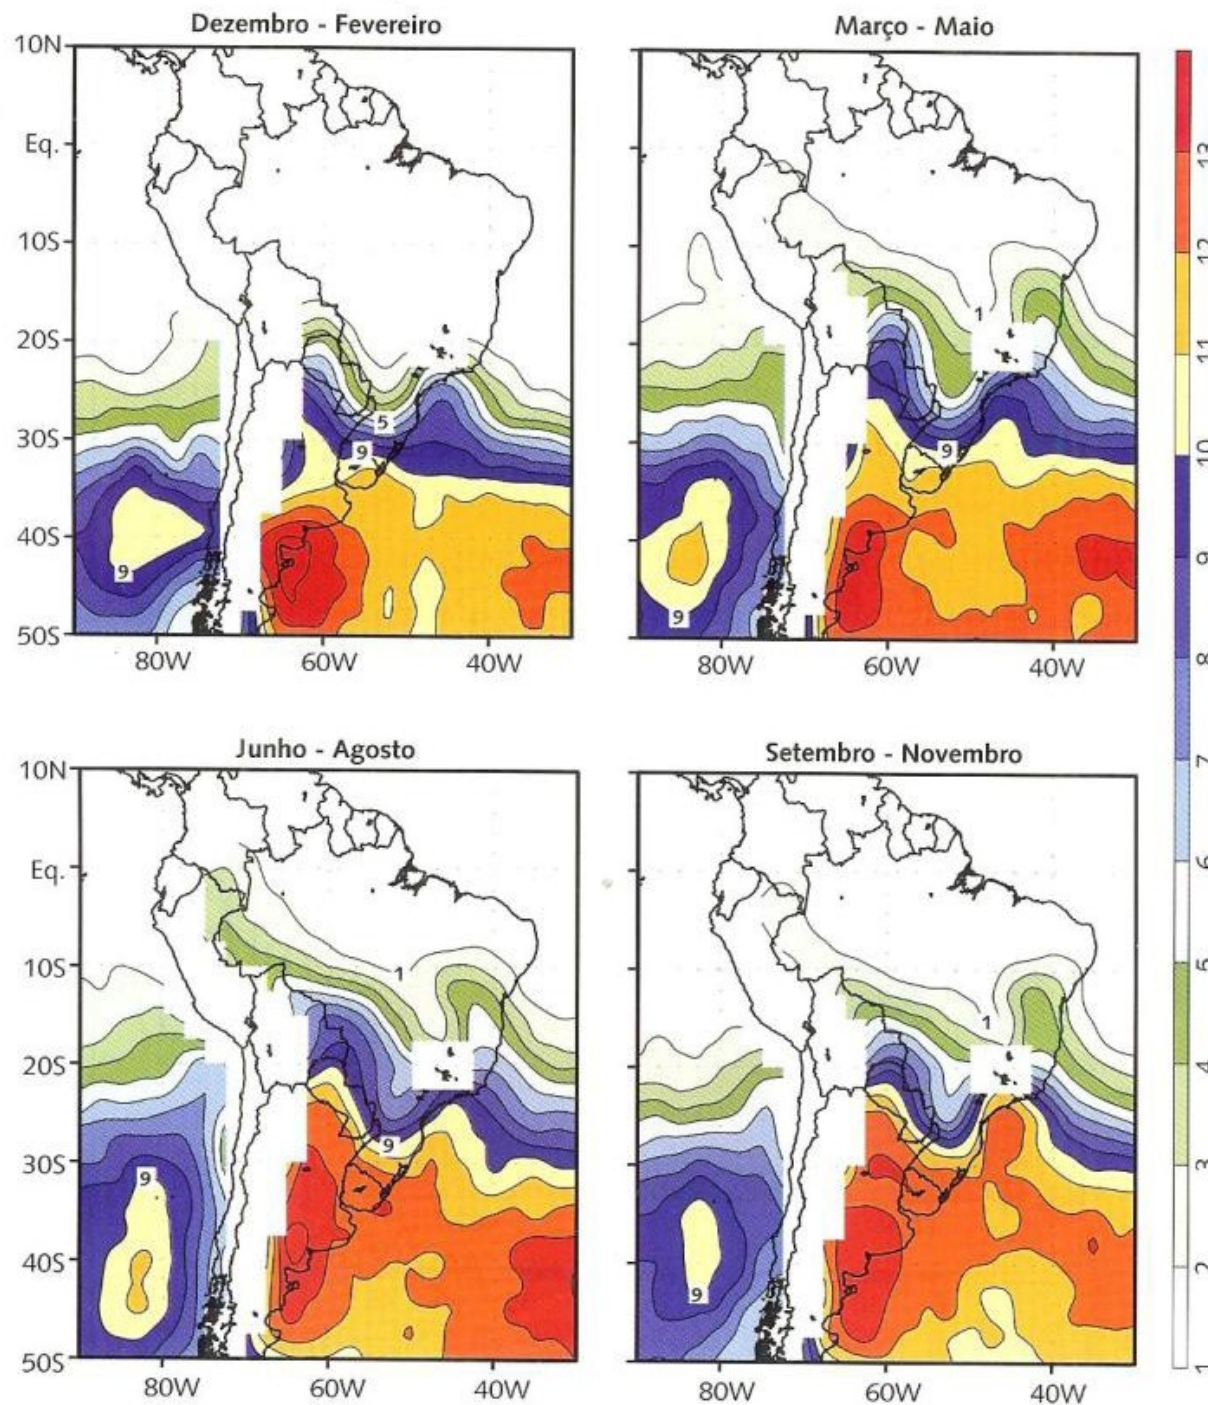 Dezembro - Fevereiro
Março - Maio
10N
Eq.
10S
20S
30S
40S
50S
5
9
9
80W
60W
40W
1
9
9
80W
60W
40W
Junho - Agosto
Setembro - Novembro
10N
Eq.
10S
20S
30S
40S
50S
1
9
9
80W
60W
40W
1
9
80W
60W
40W
13
12
11
10
9
8
7
6
5
4
3
2
1